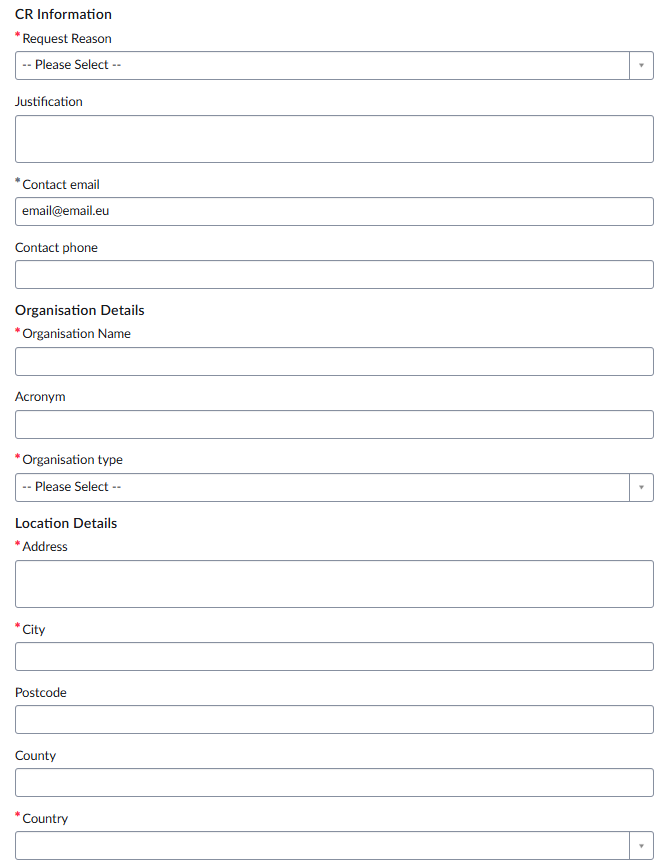 CR Information
*Request Reason
-- Please Select --
Justification
*Contact email
email@email.eu
Contact phone
Organisation Details
*Organisation Name
Acronym
*Organisation type
-- Please Select --
Location Details
*Address
*City
Postcode
County
*Country